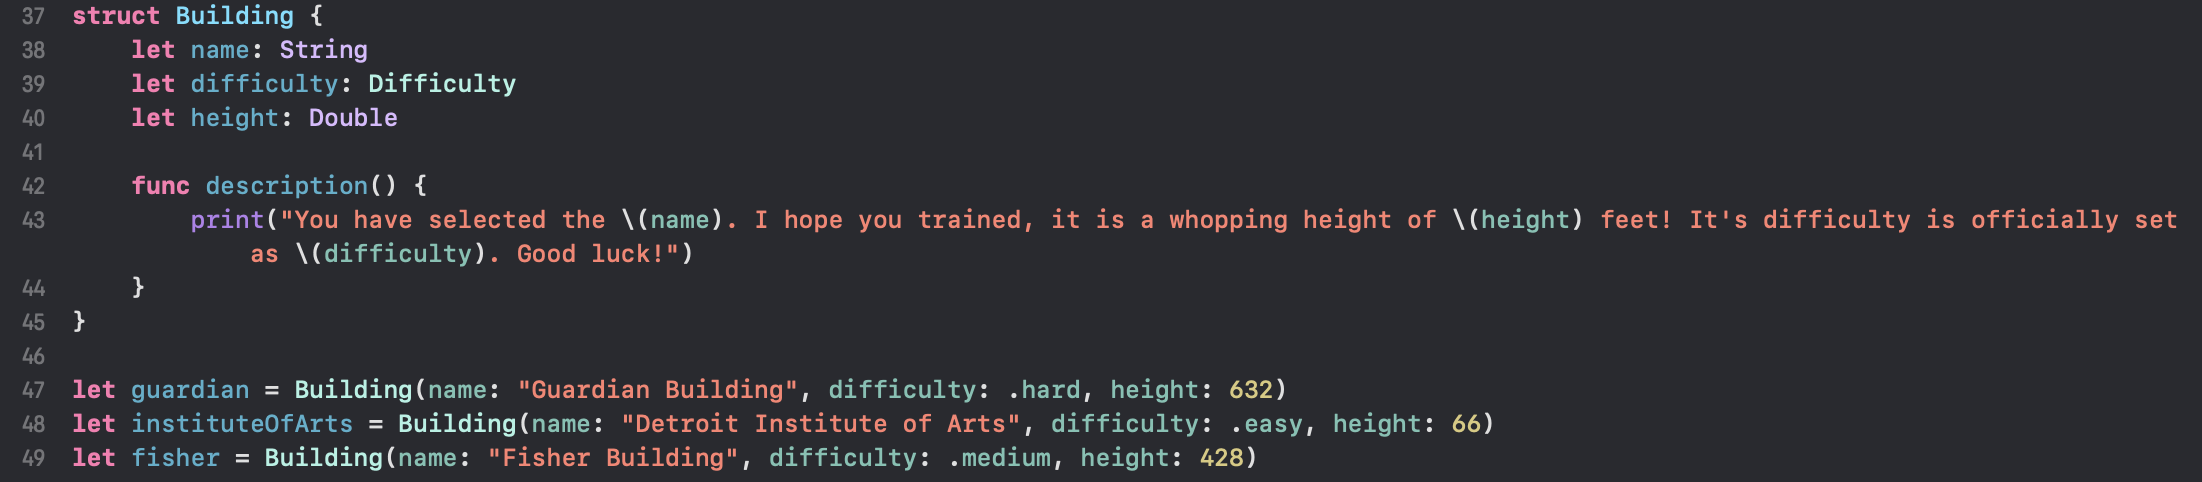 37 struct Building {
38     let name: String
39     let difficulty: Difficulty
40     let height: Double
41
42     func description() {
43         print("You have selected the \(name). I hope you trained, it is a whopping height of \(height) feet! It's difficulty is officially set
            as \(difficulty). Good luck!")
44     }
45 }
46
47 let guardian = Building(name: "Guardian Building", difficulty: .hard, height: 632)
48 let instituteOfArts = Building(name: "Detroit Institute of Arts", difficulty: .easy, height: 66)
49 let fisher = Building(name: "Fisher Building", difficulty: .medium, height: 428)